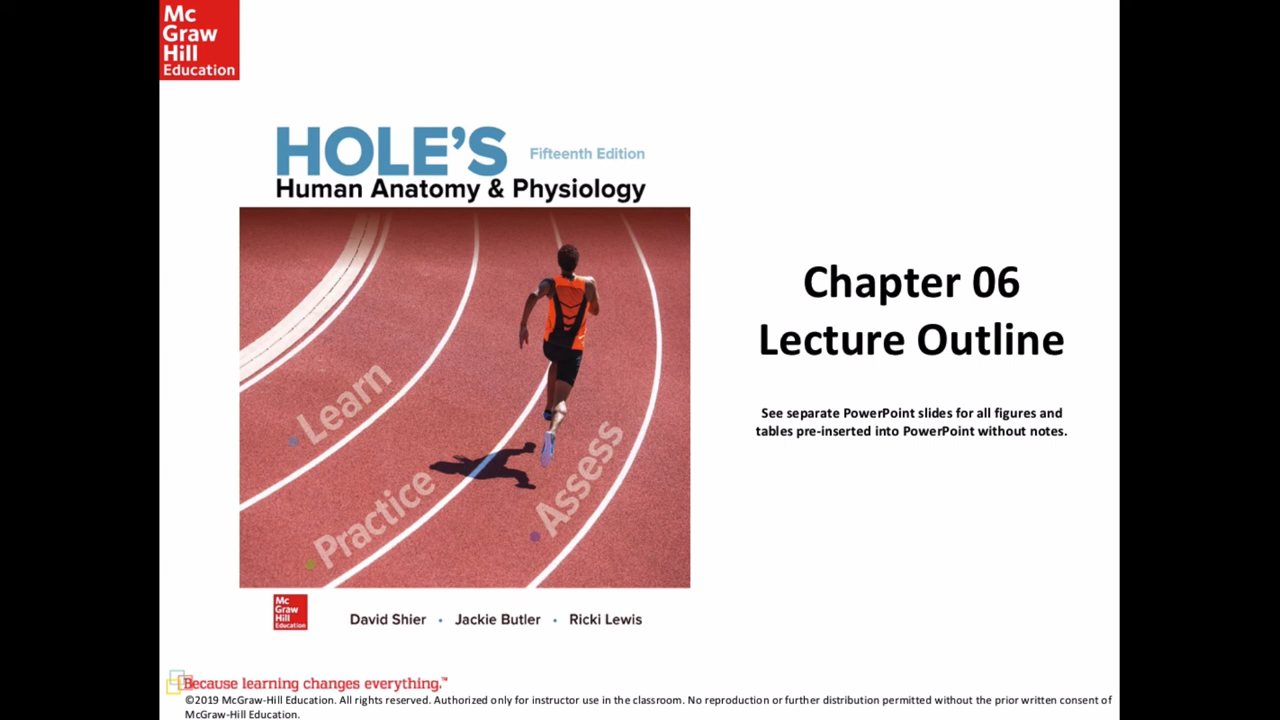 Mc
Graw
Hill
Education
HOLE'S Fifteenth Edition
Human Anatomy & Physiology
Learn
Practice
Assess
Mc
Graw
Hill
Education
David Shier • Jackie Butler • Ricki Lewis
Chapter 06
Lecture Outline
See separate PowerPoint slides for all figures and
tables pre-inserted into PowerPoint without notes.
Because learning changes everything.™
©2019 McGraw-Hill Education. All rights reserved. Authorized only for instructor use in the classroom. No reproduction or further distribution permitted without the prior written consent of
McGraw-Hill Education.